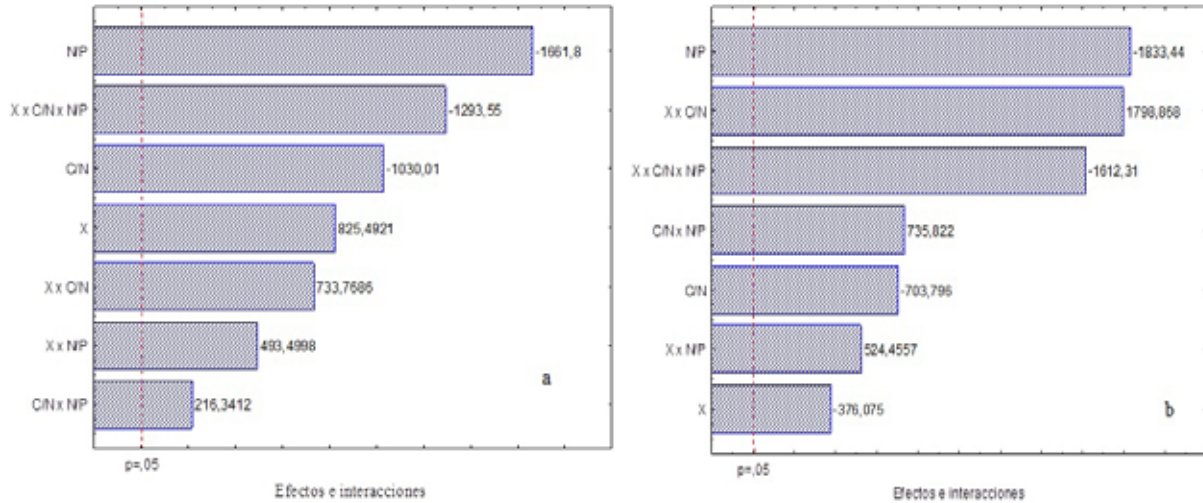 N/P
-1661,8
X x C/N x N/P
-1293,55
C/N
-1030,01
X
825,4921
X x C/N
733,7686
X x N/P
493,4998
C/N x N/P
216,3412
a
p=,05
Efectos e interacciones
N/P
-1833,44
X x C/N
1798,868
X x C/N x N/P
-1612,31
C/N x N/P
735,822
C/N
-703,796
X x N/P
524,4557
X
-376,075
b
p=,05
Efectos e interacciones